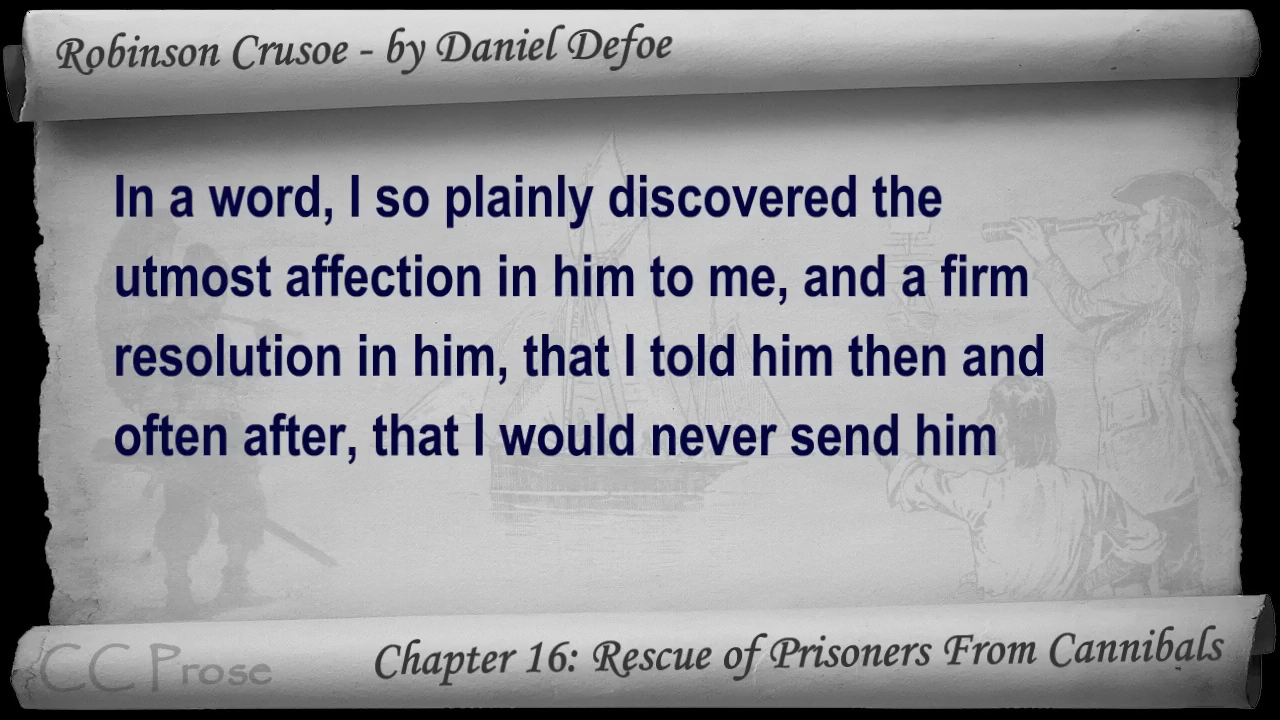 Robinson Crusoe - by Daniel Defoe
In a word, I so plainly discovered the
utmost affection in him to me, and a firm
resolution in him, that I told him then and
often after, that I would never send him
CC Prose
Chapter 16: Rescue of Prisoners From Cannibals